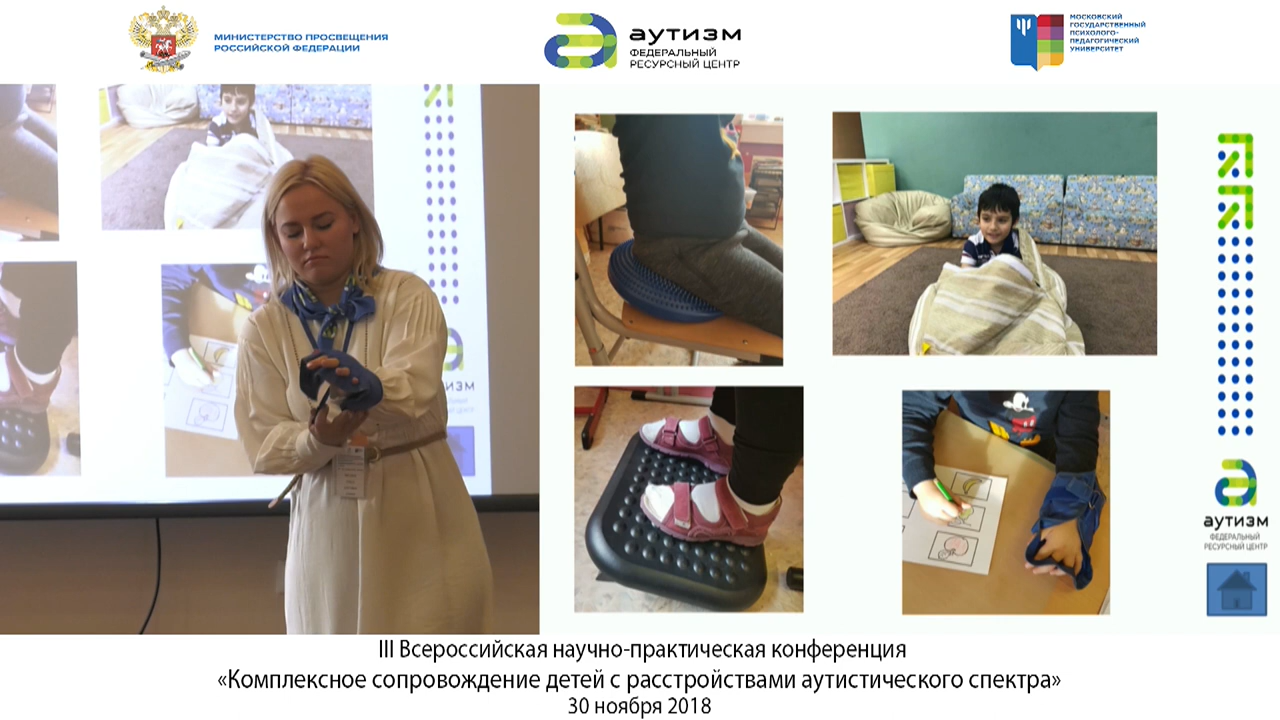 МИНИСТЕРСТВО ПРОСВЕЩЕНИЯ
РОССИЙСКОЙ ФЕДЕРАЦИИ
аутизм
ФЕДЕРАЛЬНЫЙ
РЕСУРСНЫЙ ЦЕНТР
МОСКОВСКИЙ
ГОСУДАРСТВЕННЫЙ
ПСИХОЛОГО-
ПЕДАГОГИЧЕСКИЙ
УНИВЕРСИТЕТ
аутизм
ФЕДЕРАЛЬНЫЙ
РЕСУРСНЫЙ ЦЕНТР
III Всероссийская научно-практическая конференция
«Комплексное сопровождение детей с расстройствами аутистического спектра»
30 ноября 2018